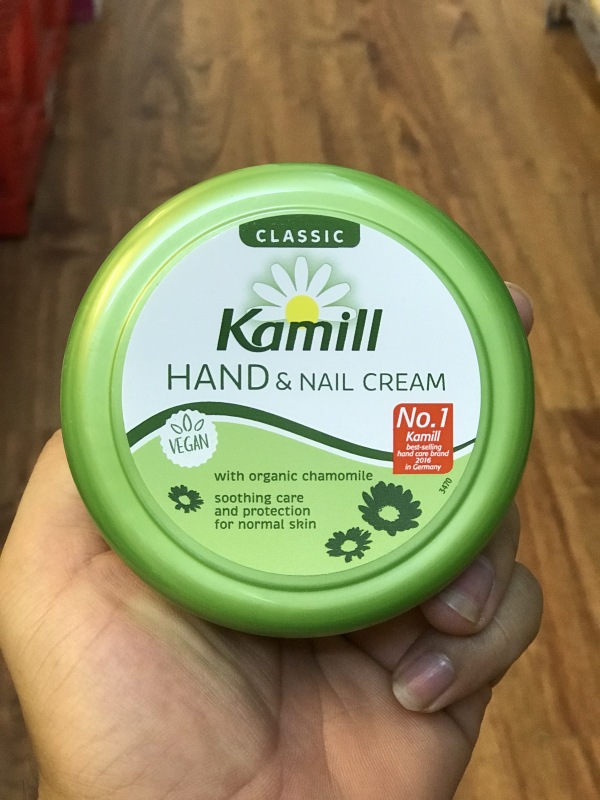 CLASSIC
Kamill
HAND & NAIL CREAM
VEGAN
No.1
Kamill
best-selling
hand care brand
2016
in Germany
with organic chamomile
soothing care
and protection
for normal skin
3470